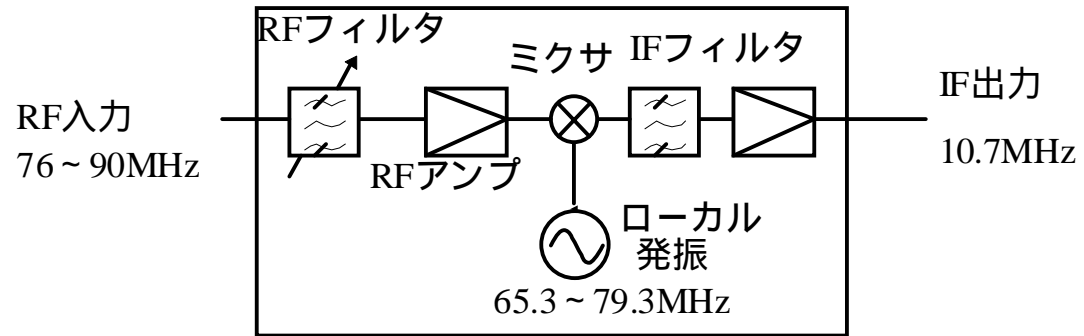 RFフィルタ
ミクサ
IFフィルタ
RF入力
76~90MHz
RFアンプ
IF出力
10.7MHz
ローカル
発振
65.3~79.3MHz